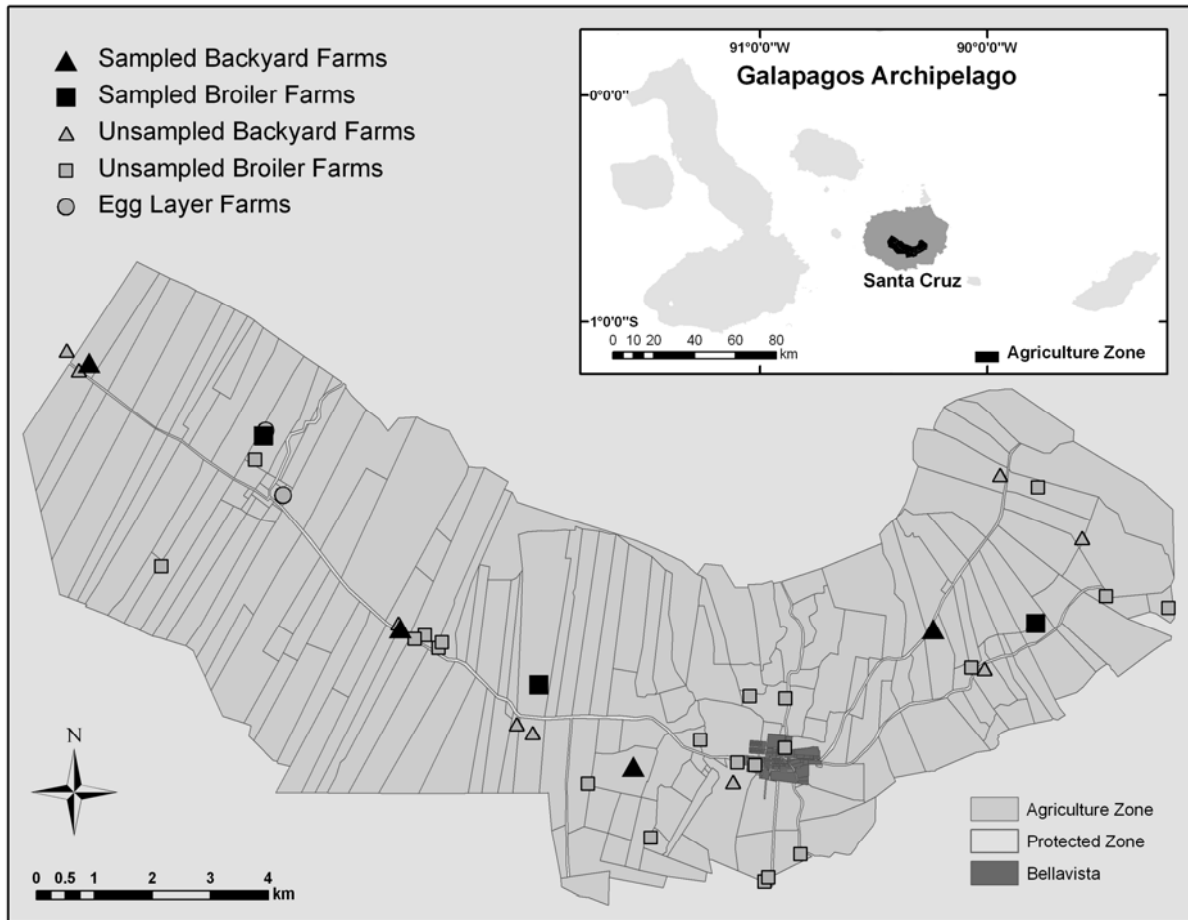 Sampled Backyard Farms
Sampled Broiler Farms
Unsampled Backyard Farms
Unsampled Broiler Farms
Egg Layer Farms
91°0'0"W 90°0'0"W
Galapagos Archipelago
0°0'0"
Santa Cruz
1°0'0"S
0 10 20 40 60 80
km
Agriculture Zone
N
0 0.5 1 2 3 4
km
Agriculture Zone
Protected Zone
Bellavista